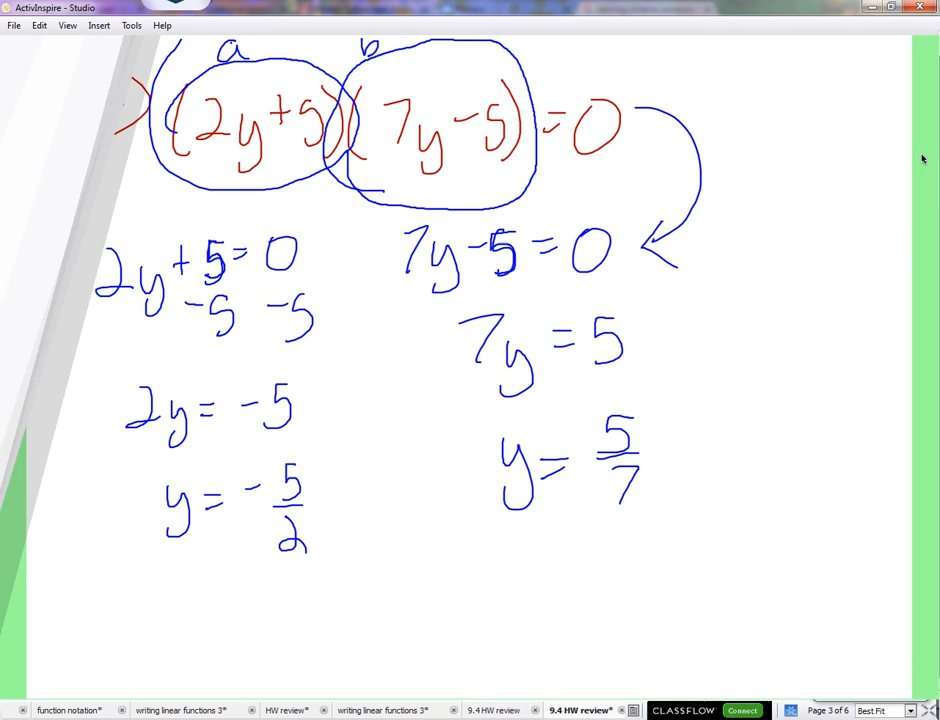 ActivInspire - Studio
File Edit View Insert Tools Help
a b
) (2y+5)(7y-5)=0
2y+5=0
-5 -5
2y=-5
y=-5/2
7y-5=0
7y=5
y=5/7
function notation* writing linear functions 3* HW review* writing linear functions 3* 9.4 HW review 9.4 HW review* CLASSFLOW Connect Page 3 of 6 Best Fit